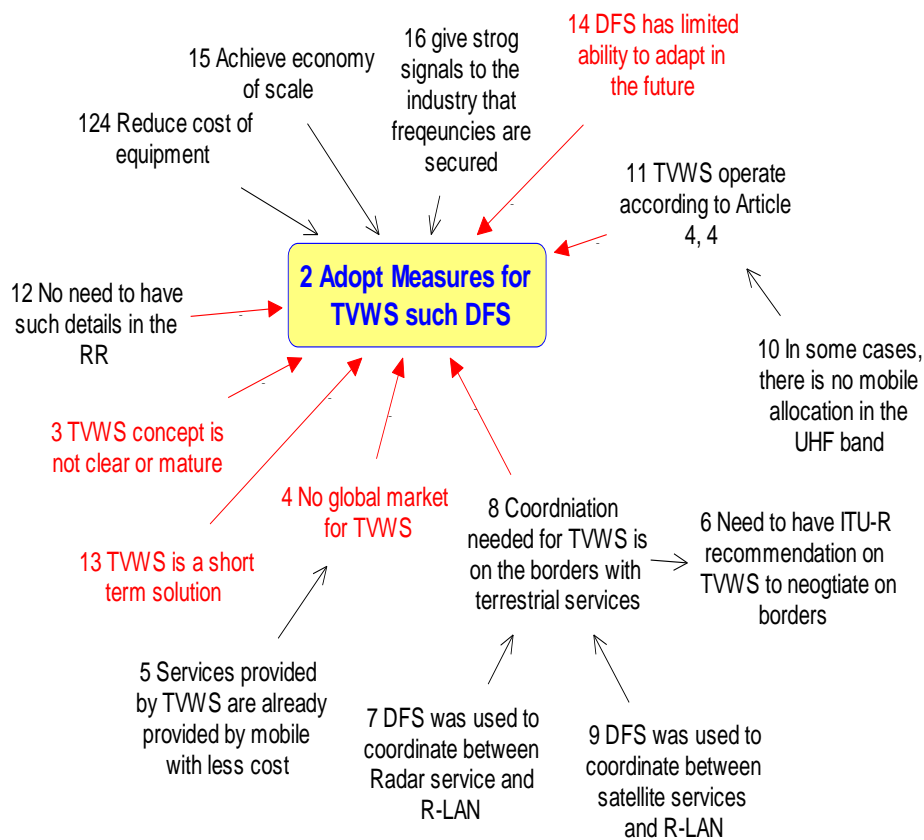 15 Achieve economy
of scale
16 give strog
signals to the
industry that
freqeuncies are
secured
14 DFS has limited
ability to adapt in
the future
124 Reduce cost of
equipment
11 TVWS operate
according to Article
4, 4
2 Adopt Measures for
TVWS such DFS
12 No need to have
such details in the
RR
10 In some cases,
there is no mobile
allocation in the
UHF band
3 TVWS concept is
not clear or mature
4 No global market
for TVWS
13 TVWS is a short
term solution
8 Coordniation
needed for TVWS is
on the borders with
terrestrial services
6 Need to have ITU-R
recommendation on
TVWS to neogtiate on
borders
5 Services provided
by TVWS are already
provided by mobile
with less cost
7 DFS was used to
coordinate between
Radar service and
R-LAN
9 DFS was used to
coordinate between
satellite services
and R-LAN